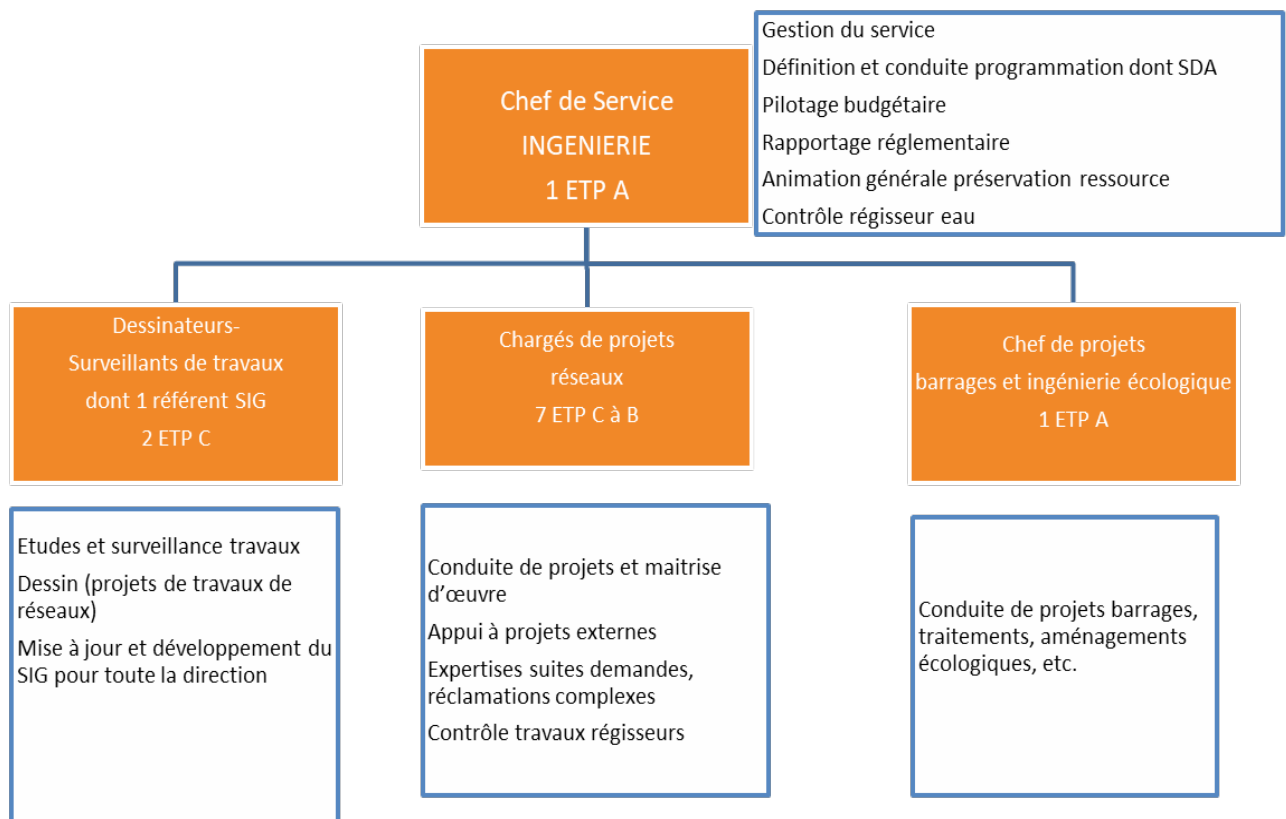 Chef de Service
INGENIERIE
1 ETP A
Gestion du service
Définition et conduite programmation dont SDA
Pilotage budgétaire
Rapportage réglementaire
Animation générale préservation ressource
Contrôle régisseur eau
Dessinateurs-
Surveillants de travaux
dont 1 référent SIG
2 ETP C
Chargés de projets
réseaux
7 ETP C à B
Chef de projets
barrages et ingénierie écologique
1 ETP A
Etudes et surveillance travaux
Dessin (projets de travaux de
réseaux)
Mise à jour et développement du
SIG pour toute la direction
Conduite de projets et maitrise
d’œuvre
Appui à projets externes
Expertises suites demandes,
réclamations complexes
Contrôle travaux régisseurs
Conduite de projets barrages,
traitements, aménagements
écologiques, etc.